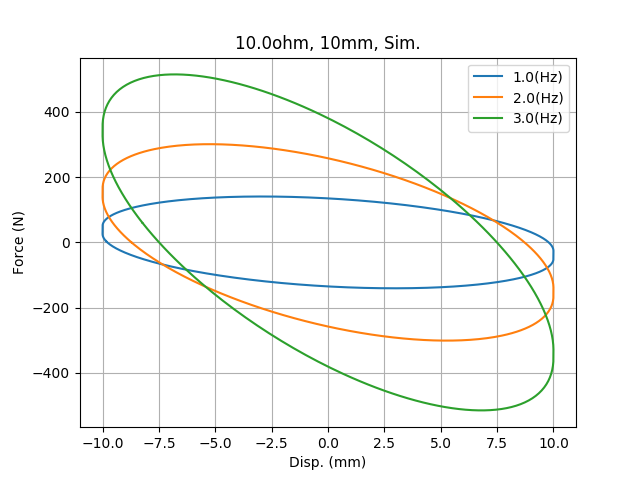 10.0ohm, 10mm, Sim.
1.0(Hz)
2.0(Hz)
3.0(Hz)
Force (N)
400
200
0
−200
−400
−10.0 −7.5 −5.0 −2.5 0.0 2.5 5.0 7.5 10.0
Disp. (mm)